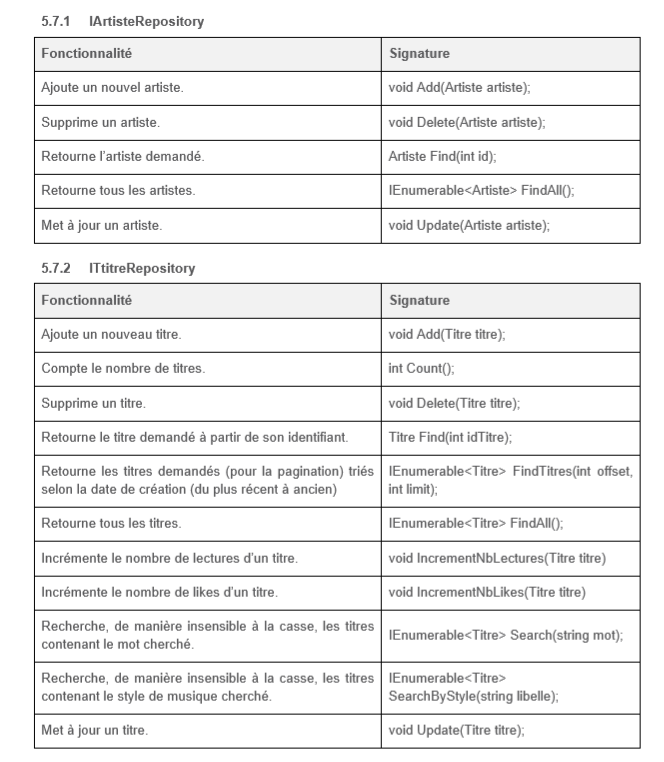 5.7.1 IArtisteRepository
Fonctionnalité Signature
Ajoute un nouvel artiste. void Add(Artiste artiste);
Supprime un artiste. void Delete(Artiste artiste);
Retourne l'artiste demandé. Artiste Find(int id);
Retourne tous les artistes. IEnumerable<Artiste> FindAll();
Met à jour un artiste. void Update(Artiste artiste);
5.7.2 ITtitreRepository
Fonctionnalité Signature
Ajoute un nouveau titre. void Add(Titre titre);
Compte le nombre de titres. int Count();
Supprime un titre. void Delete(Titre titre);
Retourne le titre demandé à partir de son identifiant. Titre Find(int idTitre);
Retourne les titres demandés (pour la pagination) triés
selon la date de création (du plus récent à ancien)
IEnumerable<Titre> FindTitres(int offset,
int limit);
Retourne tous les titres. IEnumerable<Titre> FindAll();
Incrémente le nombre de lectures d'un titre. void IncrementNbLectures(Titre titre)
Incrémente le nombre de likes d'un titre. void IncrementNbLikes(Titre titre)
Recherche, de manière insensible à la casse, les titres
contenant le mot cherché.
IEnumerable<Titre> Search(string mot);
Recherche, de manière insensible à la casse, les titres
contenant le style de musique cherché.
IEnumerable<Titre>
SearchByStyle(string libelle);
Met à jour un titre. void Update(Titre titre);